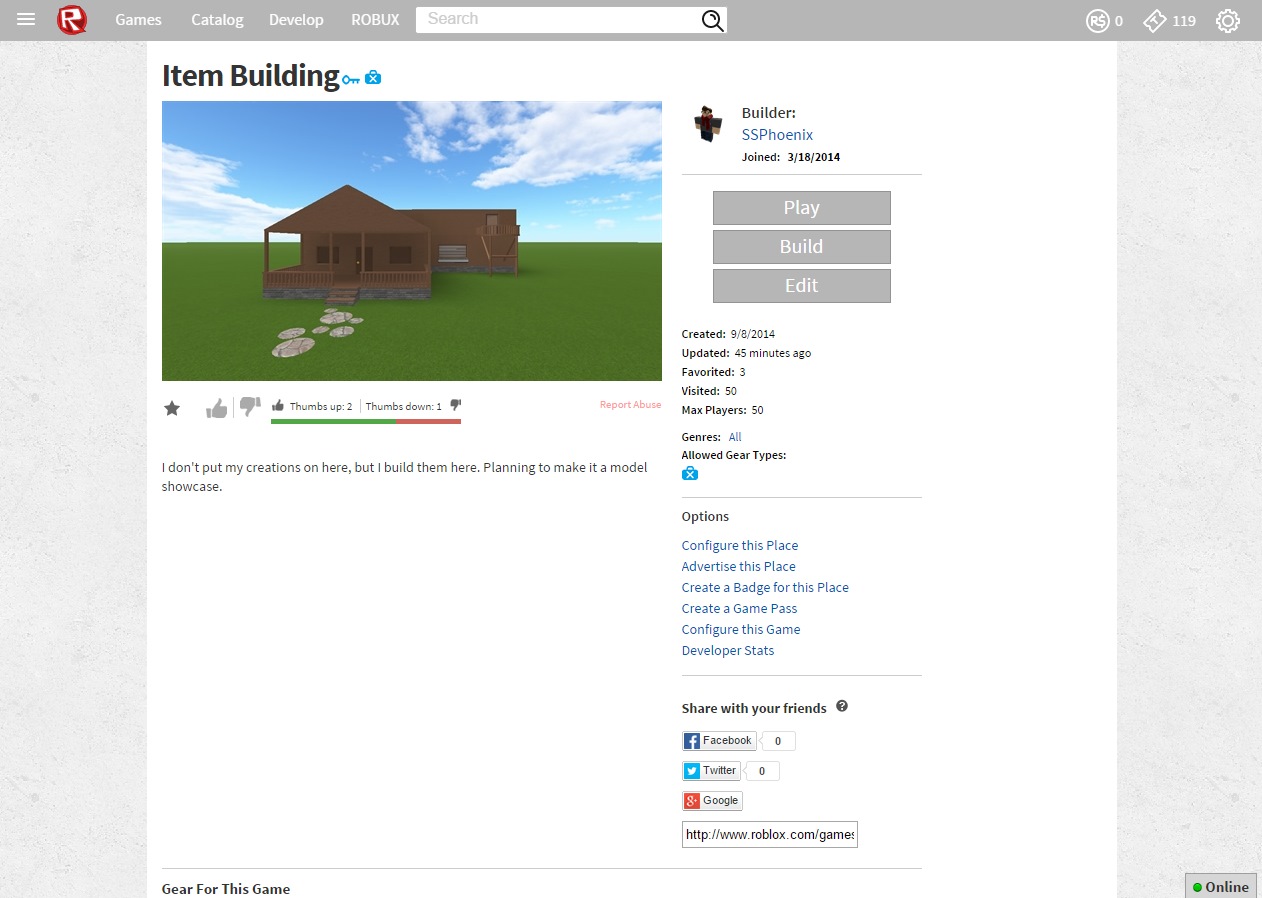 Games Catalog Develop ROBUX Search R$ 0 119
Item Building
Builder:
SSPhoenix
Joined: 3/18/2014
Play
Build
Edit
Created: 9/8/2014
Updated: 45 minutes ago
Favorited: 3
Visited: 50
Max Players: 50
Genres: All
Allowed Gear Types:
Thumbs up: 2 Thumbs down: 1 Report Abuse
I don't put my creations on here, but I build them here. Planning to make it a model
showcase.
Options
Configure this Place
Advertise this Place
Create a Badge for this Place
Create a Game Pass
Configure this Game
Developer Stats
Share with your friends ?
Facebook 0
Twitter 0
Google
http://www.roblox.com/games
Gear For This Game
Online